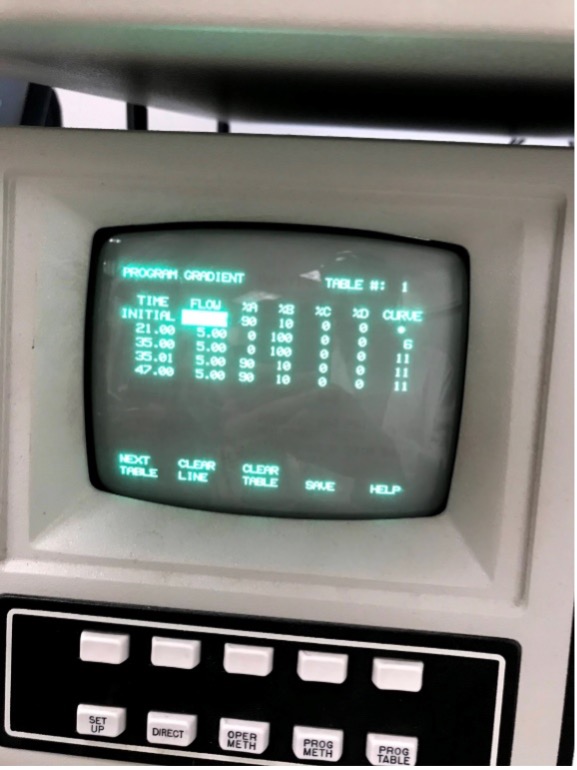 PROGRAM GRADIENT TABLE #: 1
TIME FLOW %A %B %C %D CURVE
INITIAL 90 10 0 0 *
21.00 5.00 0 100 0 0 6
35.00 5.00 0 100 0 0 11
35.01 5.00 90 10 0 0 11
47.00 5.00 90 10 0 0 11
NEXT TABLE CLEAR LINE CLEAR TABLE SAVE HELP
SET UP DIRECT OPER METH PROG METH PROG TABLE